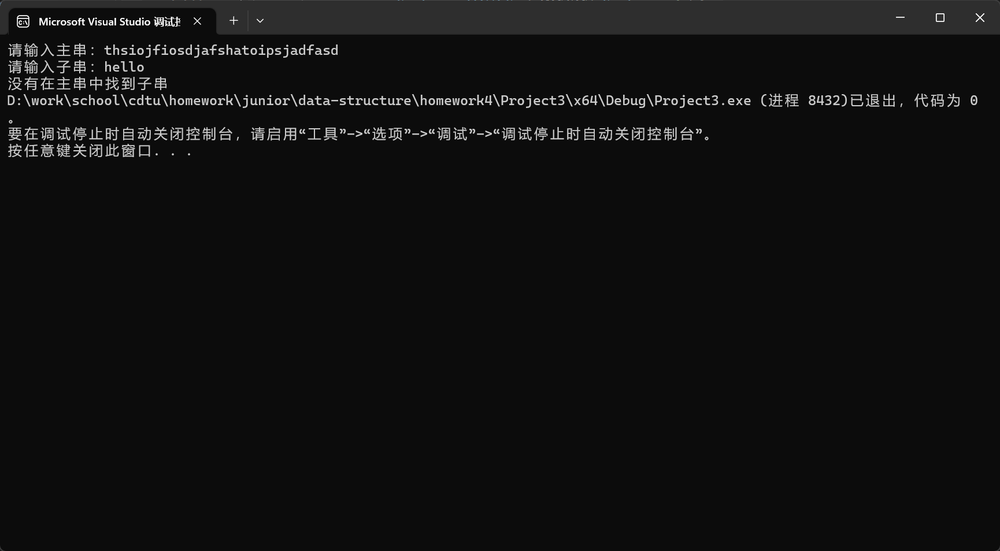 Microsoft Visual Studio 调试
请输入主串：thsiojfiosdjafshatoipsjadfasd
请输入子串：hello
没有在主串中找到子串
D:\work\school\cdtu\homework\junior\data-structure\homework4\Project3\x64\Debug\Project3.exe (进程 8432)已退出，代码为 0
。
要在调试停止时自动关闭控制台，请启用“工具”->“选项”->“调试”->“调试停止时自动关闭控制台”。
按任意键关闭此窗口. . .